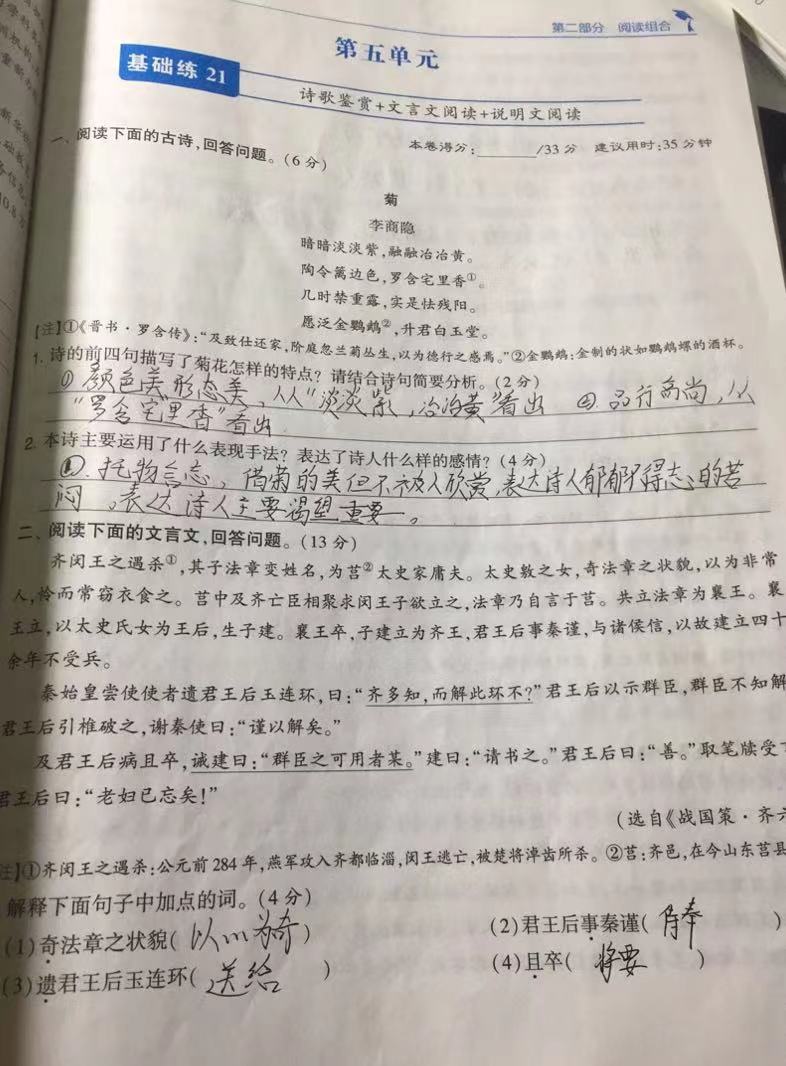 第二部分 阅读组合
第五单元
基础练 21
诗歌鉴赏+文言文阅读+说明文阅读
本卷得分:______/33分 建议用时:35分钟
一、阅读下面的古诗,回答问题。(6分)
菊
李商隐
暗暗淡淡紫,融融冶冶黄。
陶令篱边色,罗含宅里香①。
几时禁重露,实是怯残阳。
愿泛金鹦鹉②,升君白玉堂。
[注]①《晋书·罗含传》:“及致仕还家,阶庭忽兰菊丛生,以为德行之感焉。”②金鹦鹉:金制的状如鹦鹉螺的酒杯。
1. 诗的前四句描写了菊花怎样的特点? 请结合诗句简要分析。(2分)
① 颜色美 形态美,从“淡淡紫,冶冶黄”看出 ②. 品行高尚,从
“罗含宅里香”看出
2. 本诗主要运用了什么表现手法? 表达了诗人什么样的感情? (4分)
①. 托物言志,借菊的美但不被人欣赏,表达诗人郁郁不得志的苦
闷。表达诗人主要渴望重要。
二、阅读下面的文言文,回答问题。(13分)
齐闵王之遇杀①,其子法章变姓名,为莒②太史家庸夫。太史敫之女,奇法章之状貌,以为非常
人,怜而常窃衣食之。莒中及齐亡臣相聚求闵王子欲立之,法章乃自言于莒。共立法章为襄王。襄
王立,以太史氏女为王后,生子建。襄王卒,子建立为齐王,君王后事秦谨,与诸侯信,以故建立四十
余年不受兵。
秦始皇尝使使者遗君王后玉连环,曰:“齐多知,而解此环不?”君王后以示群臣,群臣不知解
君王后引椎破之,谢秦使曰:“谨以解矣。”
及君王后病且卒,诫建曰:“群臣之可用者某。”建曰:“请书之。”君王后曰:“善。”取笔牍受
君王后曰:“老妇已忘矣!”
(选自《战国策·齐
注]①齐闵王之遇杀:公元前284年,燕军攻入齐都临淄,闵王逃亡,被楚将淖齿所杀。②莒:齐邑,在今山东莒县
解释下面句子中加点的词。(4分)
(1)奇法章之状貌( 以……为奇 )
(2)君王后事秦谨( 侍奉 )
(3)遗君王后玉连环( 送给 )
(4)且卒( 将要 )